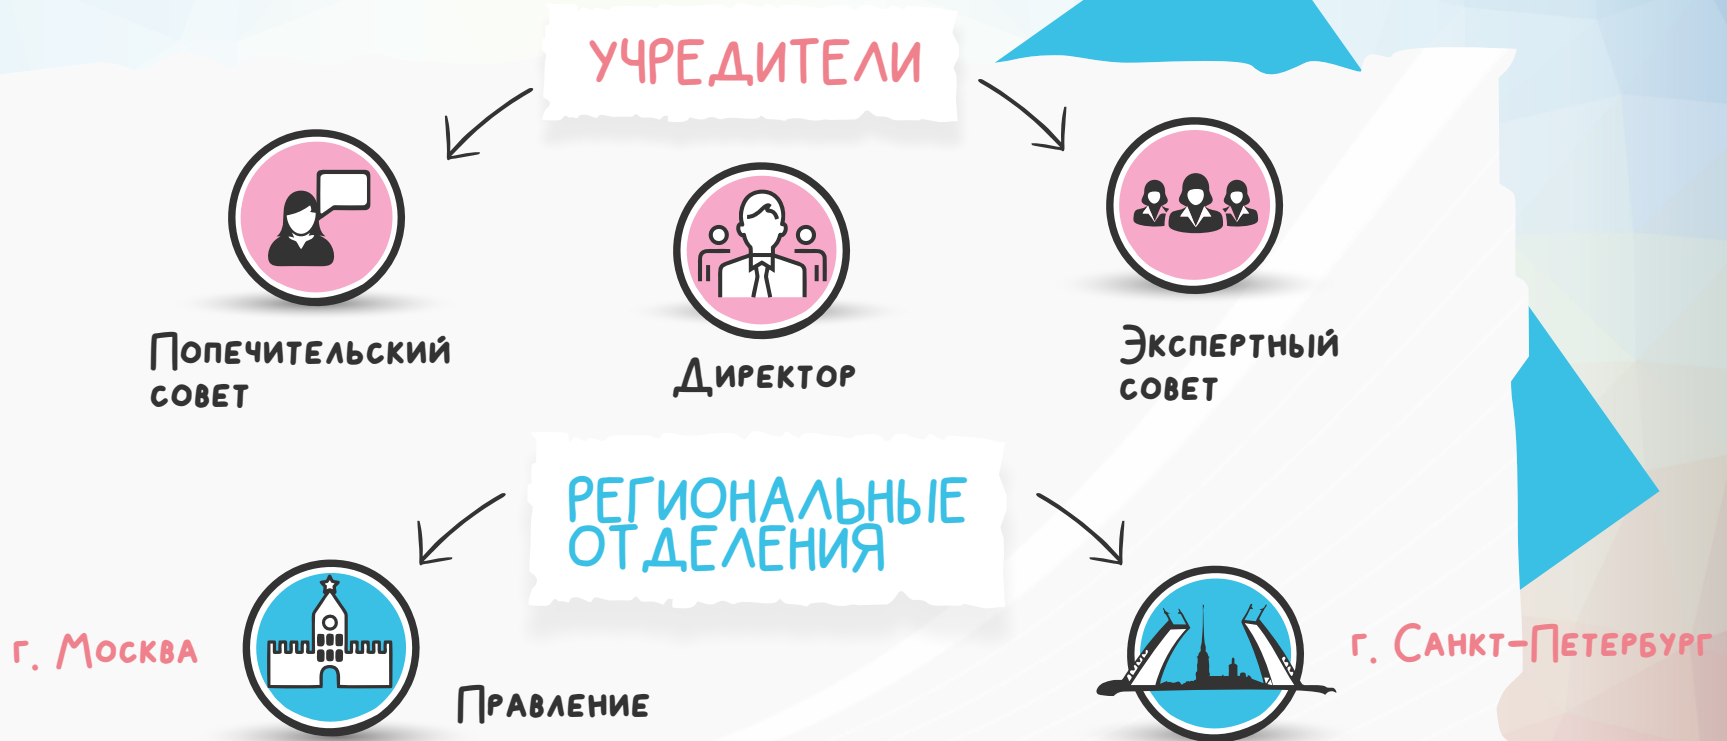 УЧРЕДИТЕЛИ
Попечительский
совет
Директор
Экспертный
совет
РЕГИОНАЛЬНЫЕ
ОТДЕЛЕНИЯ
г. Москва
Правление
г. Санкт-Петербург